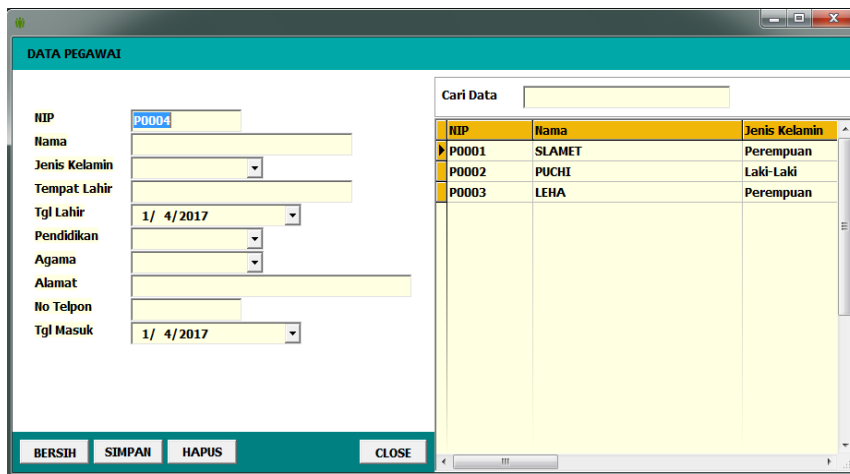 DATA PEGAWAI
Cari Data
NIP P0004
Nama
Jenis Kelamin
Tempat Lahir
Tgl Lahir 1/ 4/2017
Pendidikan
Agama
Alamat
No Telpon
Tgl Masuk 1/ 4/2017
NIP Nama Jenis Kelamin
P0001 SLAMET Perempuan
P0002 PUCHI Laki-Laki
P0003 LEHA Perempuan
BERSIH SIMPAN HAPUS CLOSE